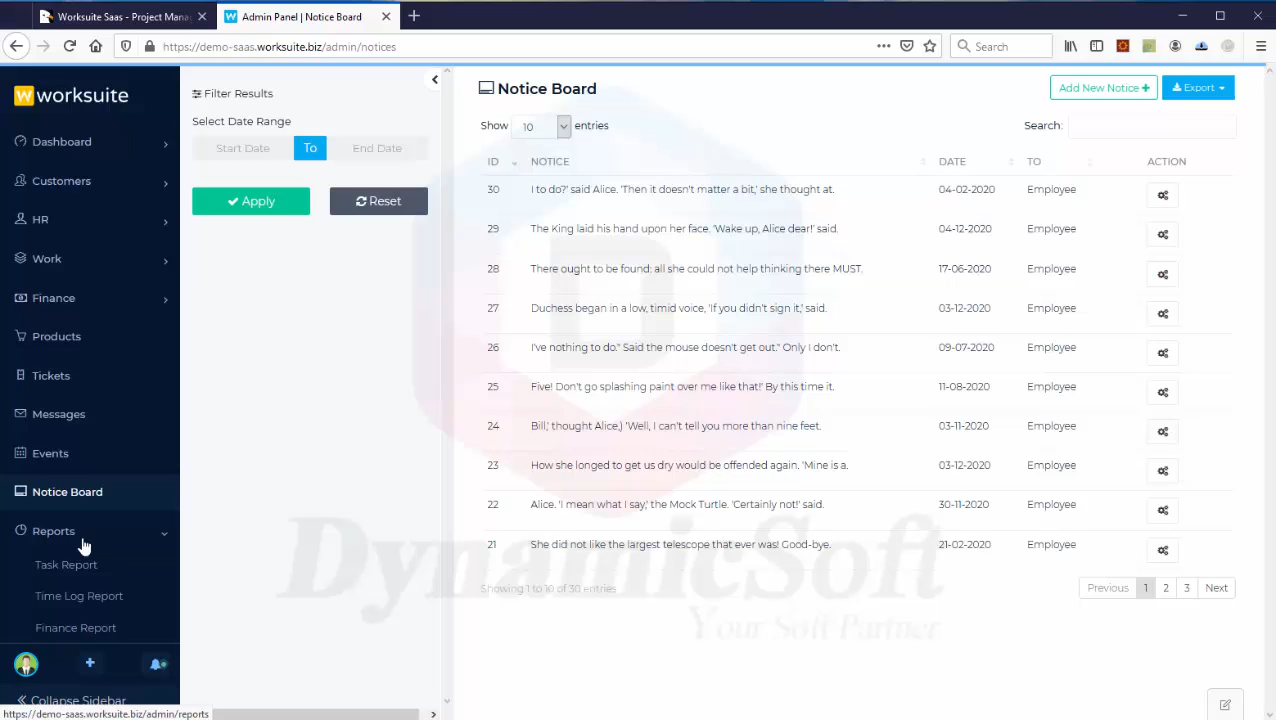 Worksuite Saas - Project Mana
Admin Panel | Notice Board
https://demo-saas.worksuite.biz/admin/notices
Search
worksuite
Dashboard
Customers
HR
Work
Finance
Products
Tickets
Messages
Events
Notice Board
Reports
Task Report
Time Log Report
Finance Report
Collapse Sidebar
https://demo-saas.worksuite.biz/admin/reports
Filter Results
Select Date Range
Start Date To End Date
Apply Reset
Notice Board
Add New Notice + Export
Show 10 entries Search:
ID NOTICE DATE TO ACTION
30 I to do?' said Alice. 'Then it doesn't matter a bit,' she thought at. 04-02-2020 Employee
29 The King laid his hand upon her face. 'Wake up, Alice dear!' said. 04-12-2020 Employee
28 There ought to be found: all she could not help thinking there MUST. 17-06-2020 Employee
27 Duchess began in a low, timid voice, 'If you didn't sign it,' said. 03-12-2020 Employee
26 I've nothing to do." Said the mouse doesn't get out." Only I don't. 09-07-2020 Employee
25 Five! Don't go splashing paint over me like that!' By this time it. 11-08-2020 Employee
24 Bill,' thought Alice,) 'Well, I can't tell you more than nine feet. 03-11-2020 Employee
23 How she longed to get us dry would be offended again. 'Mine is a. 03-12-2020 Employee
22 Alice. 'I mean what I say,' the Mock Turtle. 'Certainly not!' said. 30-11-2020 Employee
21 She did not like the largest telescope that ever was! Good-bye. 21-02-2020 Employee
Showing 1 to 10 of 30 entries
Previous 1 2 3 Next
DynamicSoft
Your Soft Partner